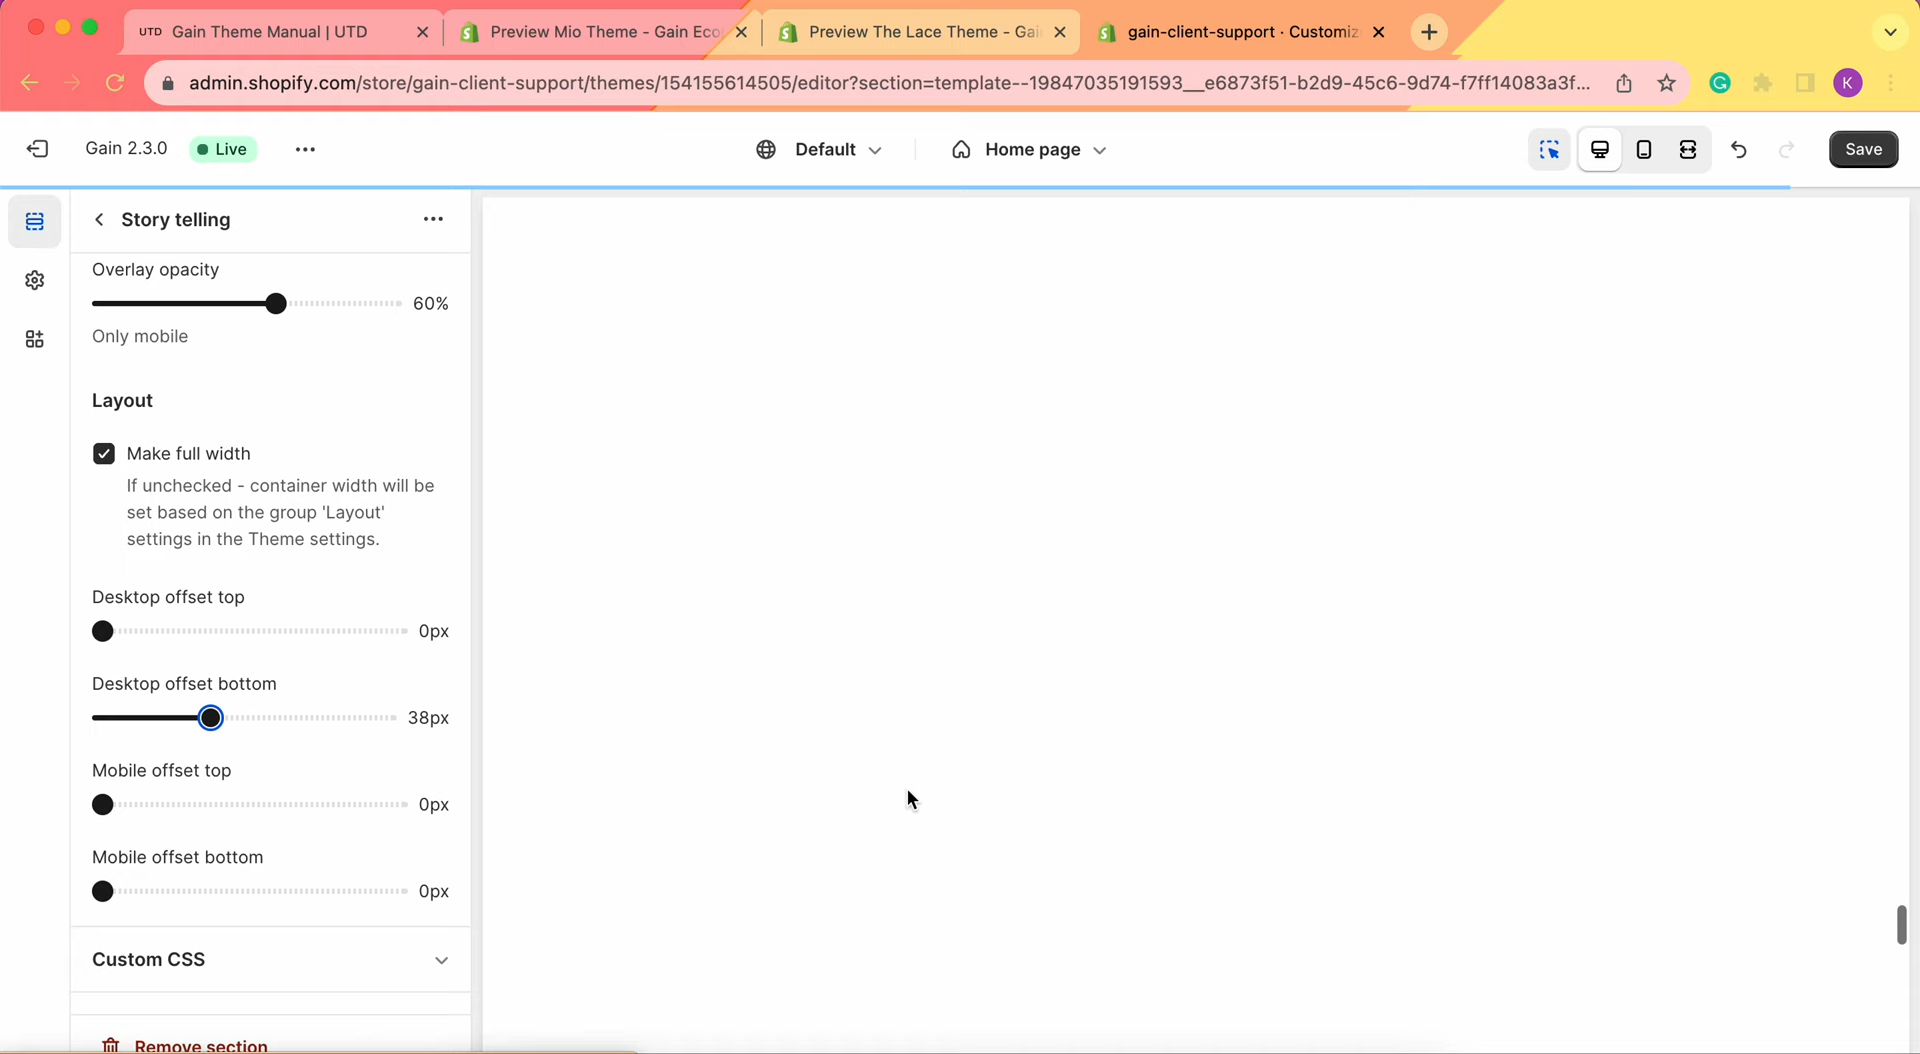 UTD Gain Theme Manual | UTD
Preview Mio Theme - Gain Eco
Preview The Lace Theme - Gai
gain-client-support · Customiz
admin.shopify.com/store/gain-client-support/themes/154155614505/editor?section=template--19847035191593__e6873f51-b2d9-45c6-9d74-f7ff14083a3f...
K
Gain 2.3.0
Live
Default
Home page
Save
Story telling
Overlay opacity
60%
Only mobile
Layout
Make full width
If unchecked - container width will be
set based on the group 'Layout'
settings in the Theme settings.
Desktop offset top
0px
Desktop offset bottom
38px
Mobile offset top
0px
Mobile offset bottom
0px
Custom CSS
Remove section